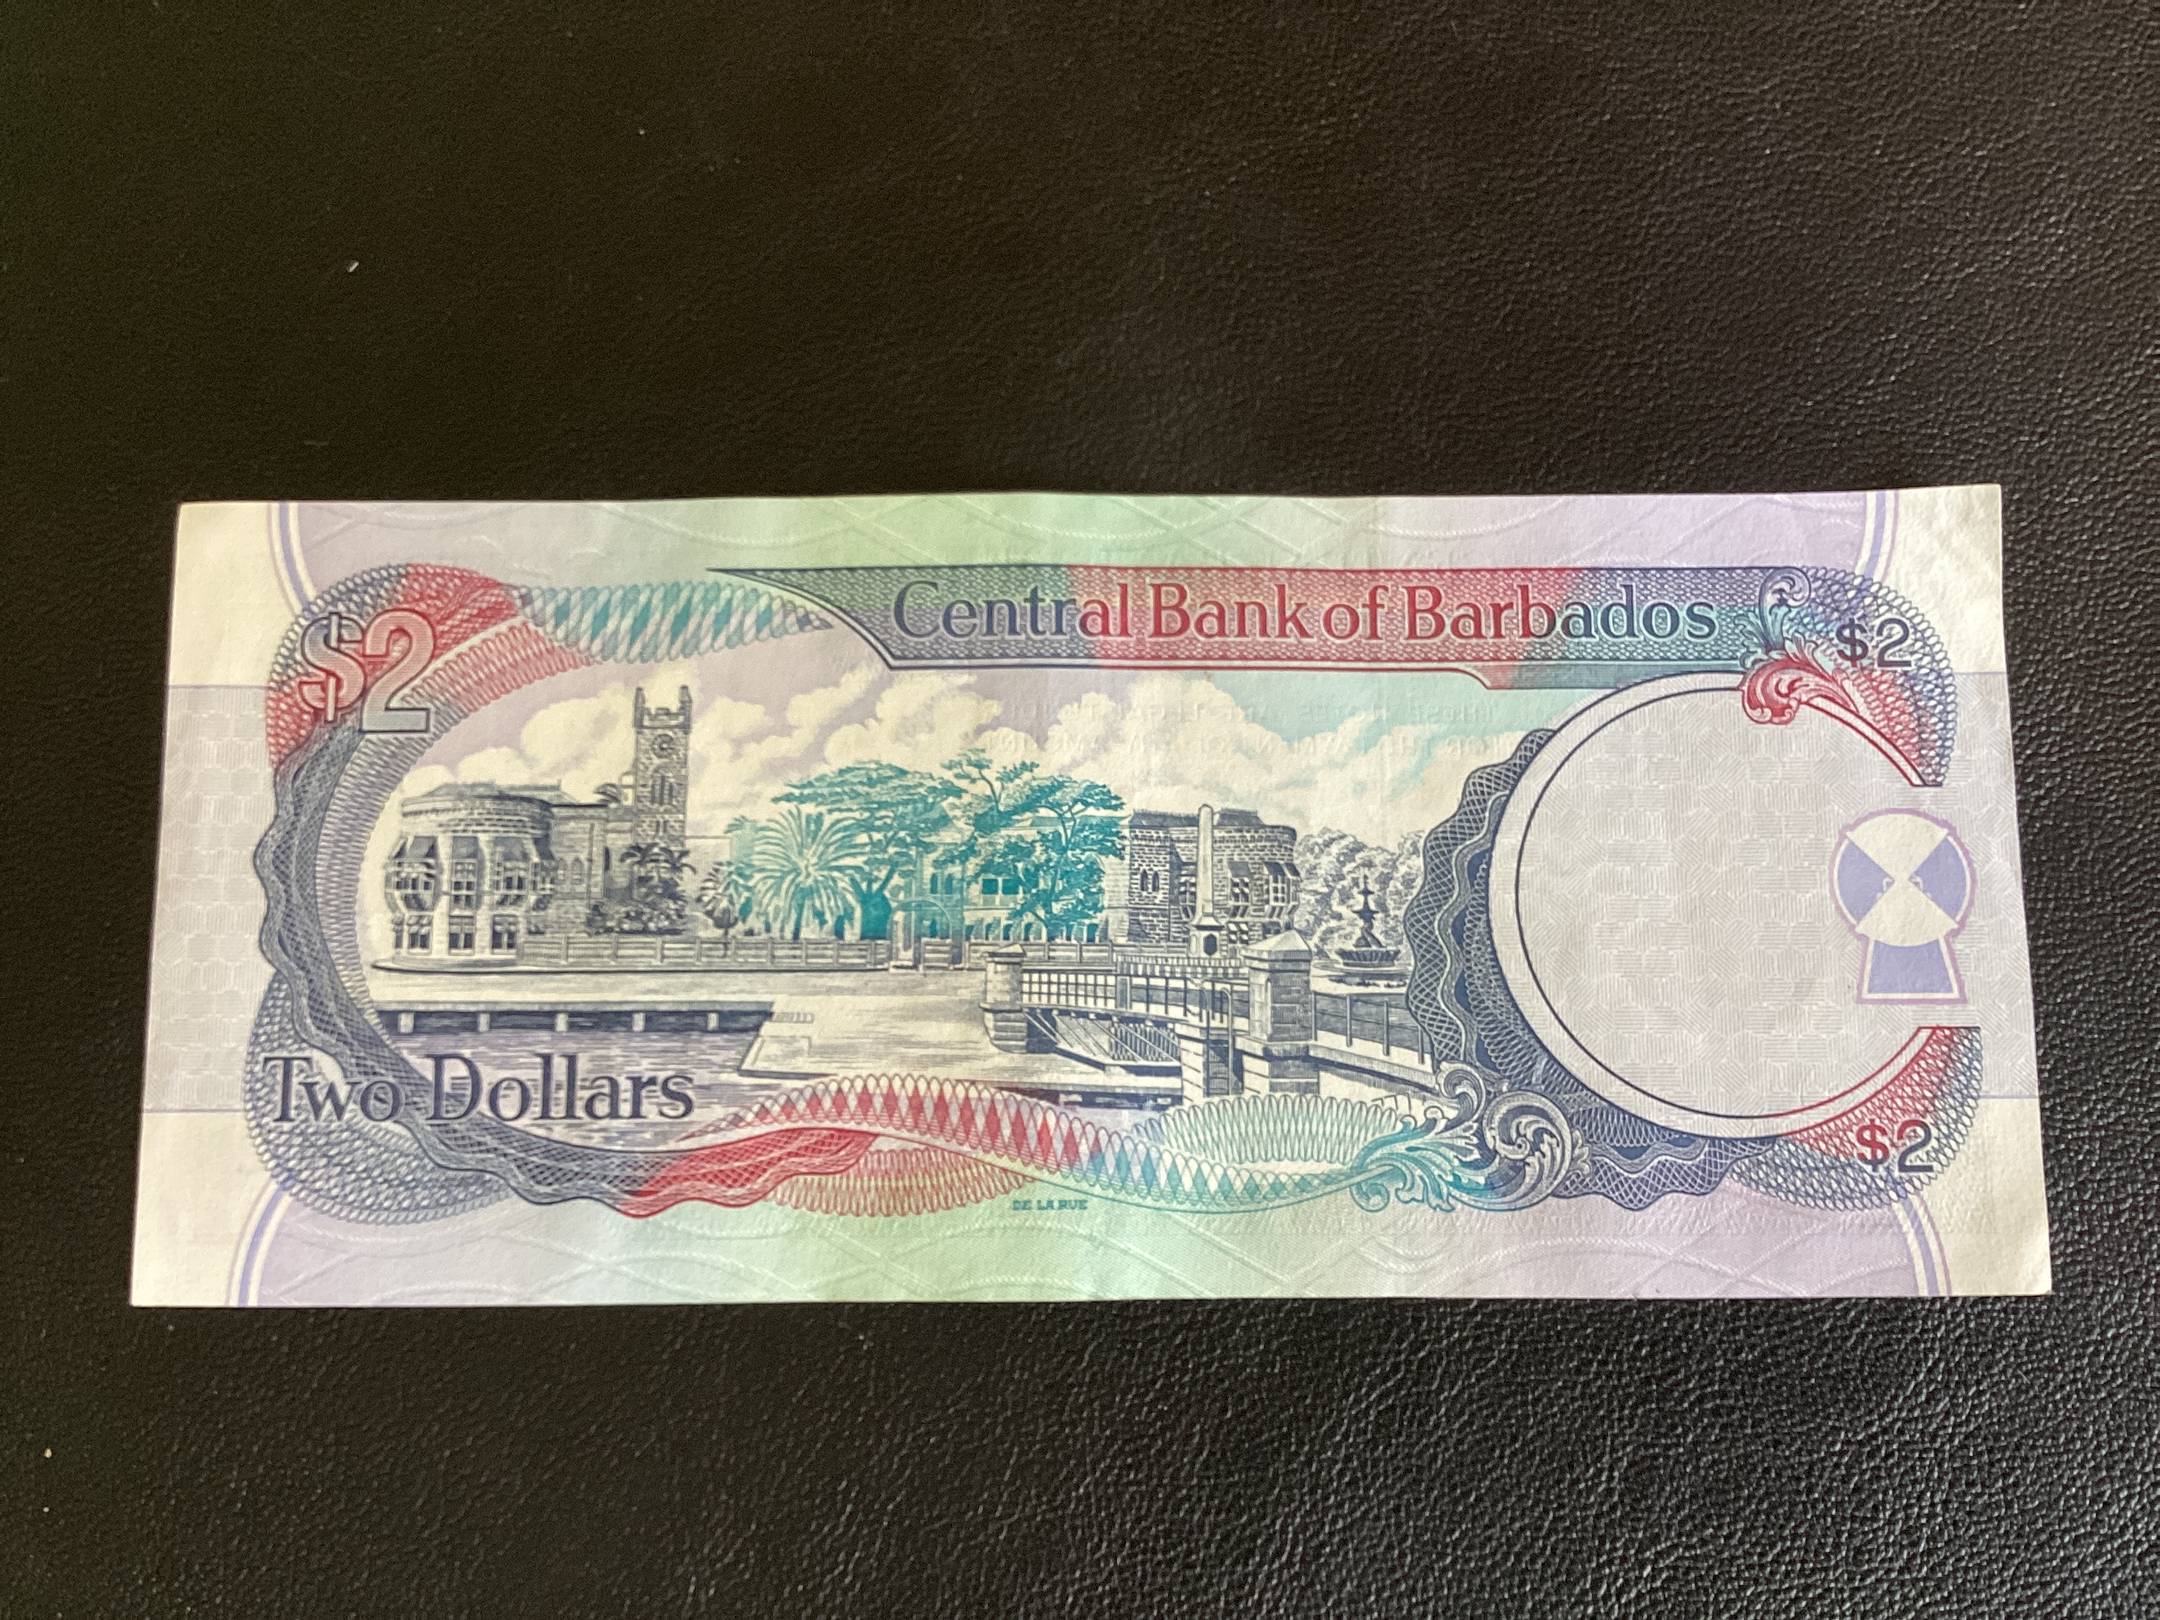 Central Bank of Barbados
$2
$2
Two Dollars
$2
DE LA RUE